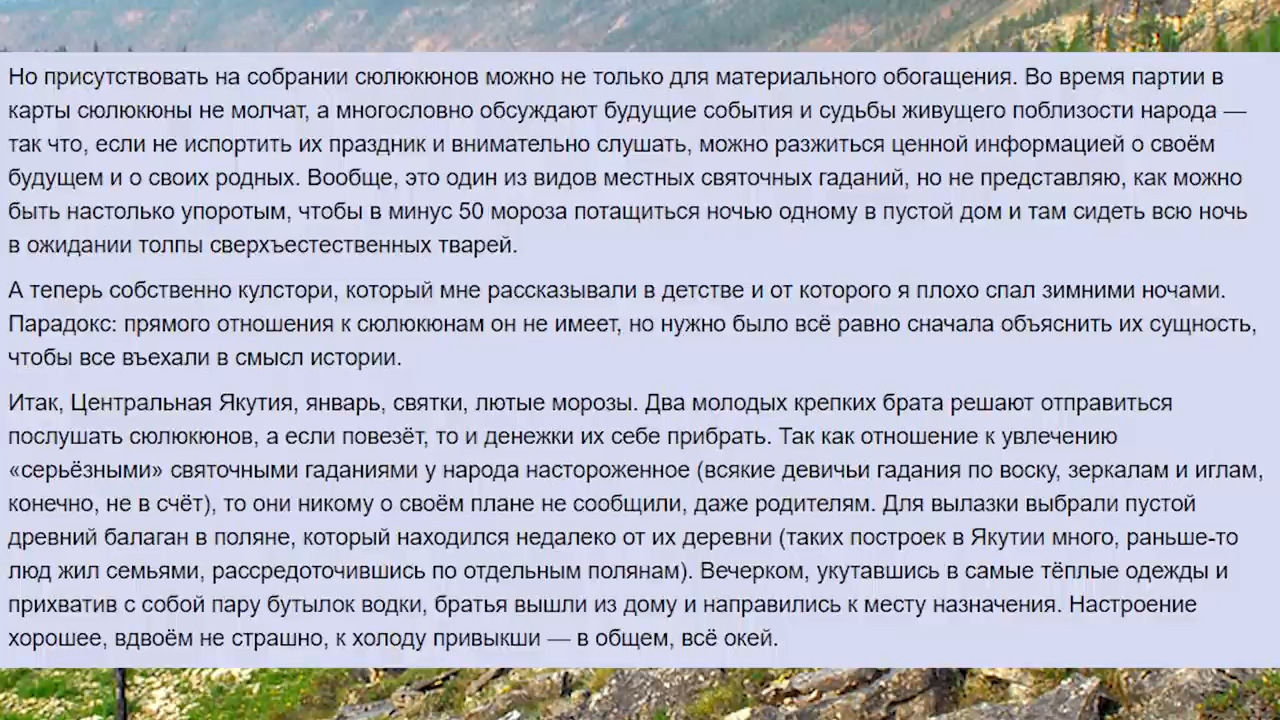 Но присутствовать на собрании сюлюкюнов можно не только для материального обогащения. Во время партии в
карты сюлюкюны не молчат, а многословно обсуждают будущие события и судьбы живущего поблизости народа —
так что, если не испортить их праздник и внимательно слушать, можно разжиться ценной информацией о своём
будущем и о своих родных. Вообще, это один из видов местных святочных гаданий, но не представляю, как можно
быть настолько упоротым, чтобы в минус 50 мороза потащиться ночью одному в пустой дом и там сидеть всю ночь
в ожидании толпы сверхъестественных тварей.
А теперь собственно кулстори, который мне рассказывали в детстве и от которого я плохо спал зимними ночами.
Парадокс: прямого отношения к сюлюкюнам он не имеет, но нужно было всё равно сначала объяснить их сущность,
чтобы все въехали в смысл истории.
Итак, Центральная Якутия, январь, святки, лютые морозы. Два молодых крепких брата решают отправиться
послушать сюлюкюнов, а если повезёт, то и денежки их себе прибрать. Так как отношение к увлечению
«серьёзными» святочными гаданиями у народа настороженное (всякие девичьи гадания по воску, зеркалам и иглам,
конечно, не в счёт), то они никому о своём плане не сообщили, даже родителям. Для вылазки выбрали пустой
древний балаган в поляне, который находился недалеко от их деревни (таких построек в Якутии много, раньше-то
люд жил семьями, рассредоточившись по отдельным полянам). Вечерком, укутавшись в самые тёплые одежды и
прихватив с собой пару бутылок водки, братья вышли из дому и направились к месту назначения. Настроение
хорошее, вдвоём не страшно, к холоду привыкши — в общем, всё окей.